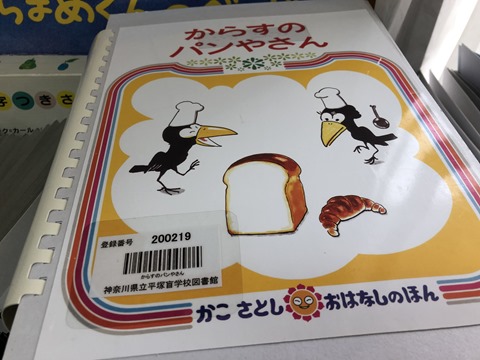 からすの
パンやさん
登録番号 200219
からすのパンやさん
神奈川県立平塚盲学校図書館
かこ さとし おはなしのほん